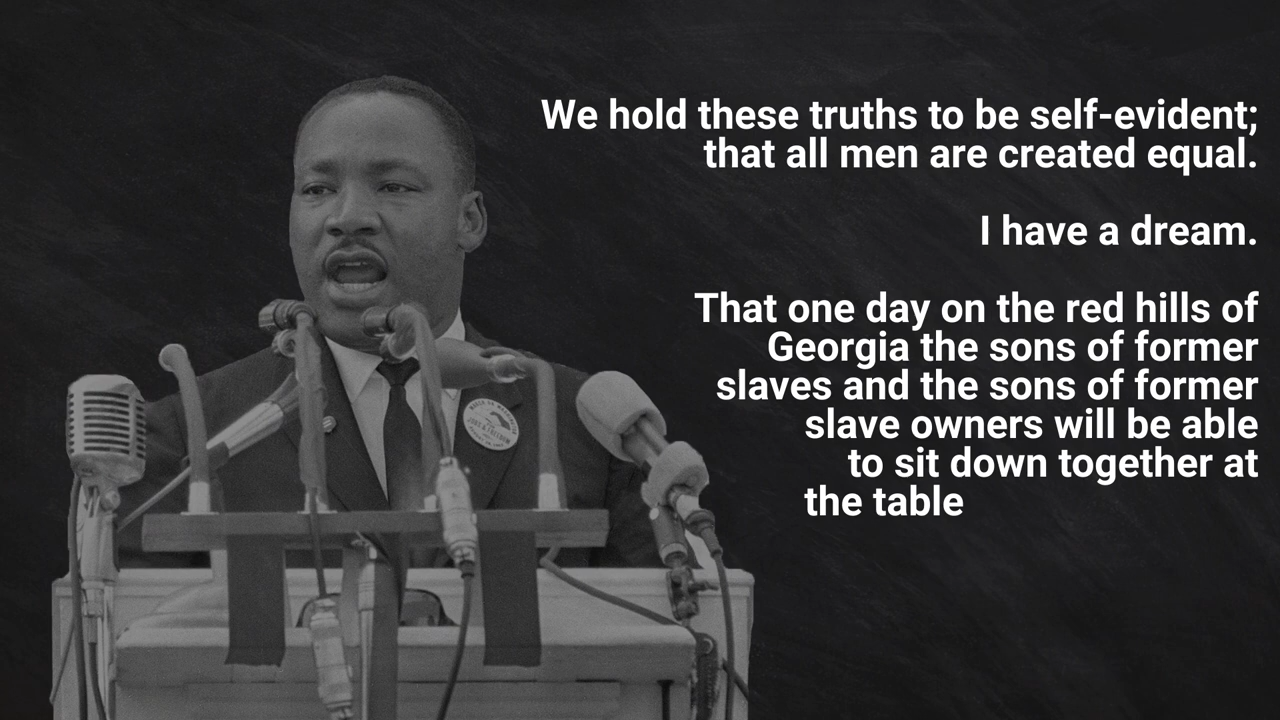 We hold these truths to be self-evident;
that all men are created equal.
I have a dream.
That one day on the red hills of
Georgia the sons of former
slaves and the sons of former
slave owners will be able
to sit down together at
the table